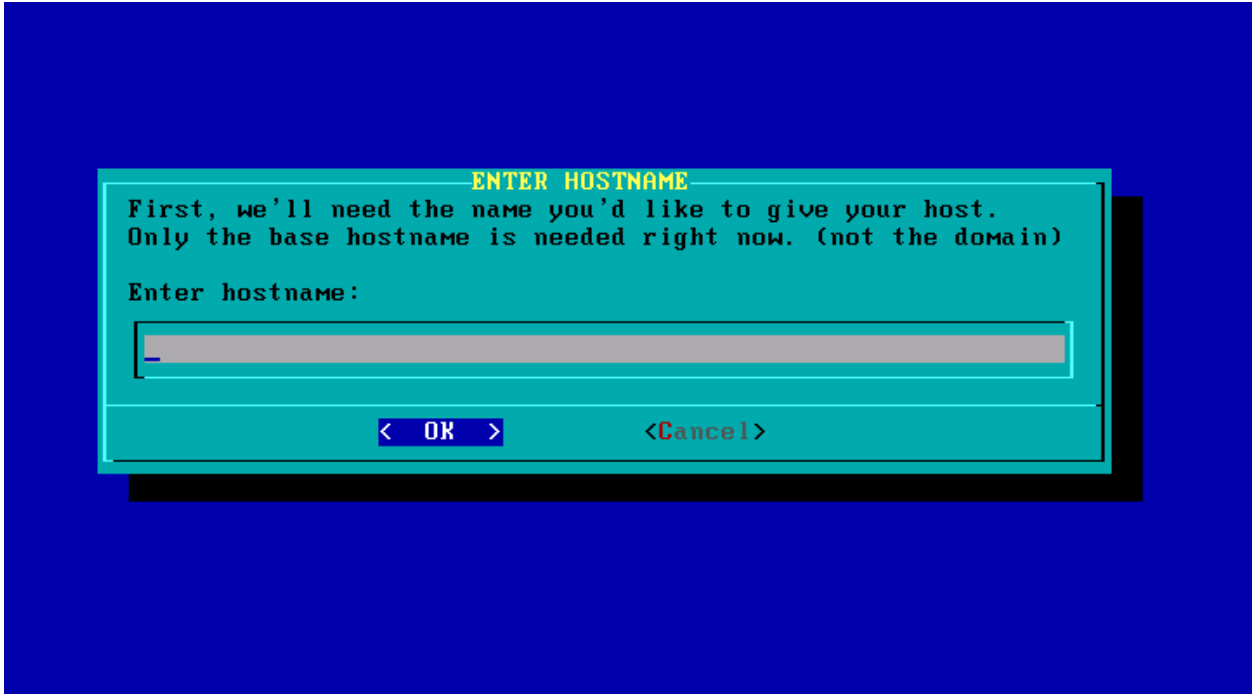 ENTER HOSTNAME
First, we'll need the name you'd like to give your host.
Only the base hostname is needed right now. (not the domain)
Enter hostname:
<  OK  > <Cancel>